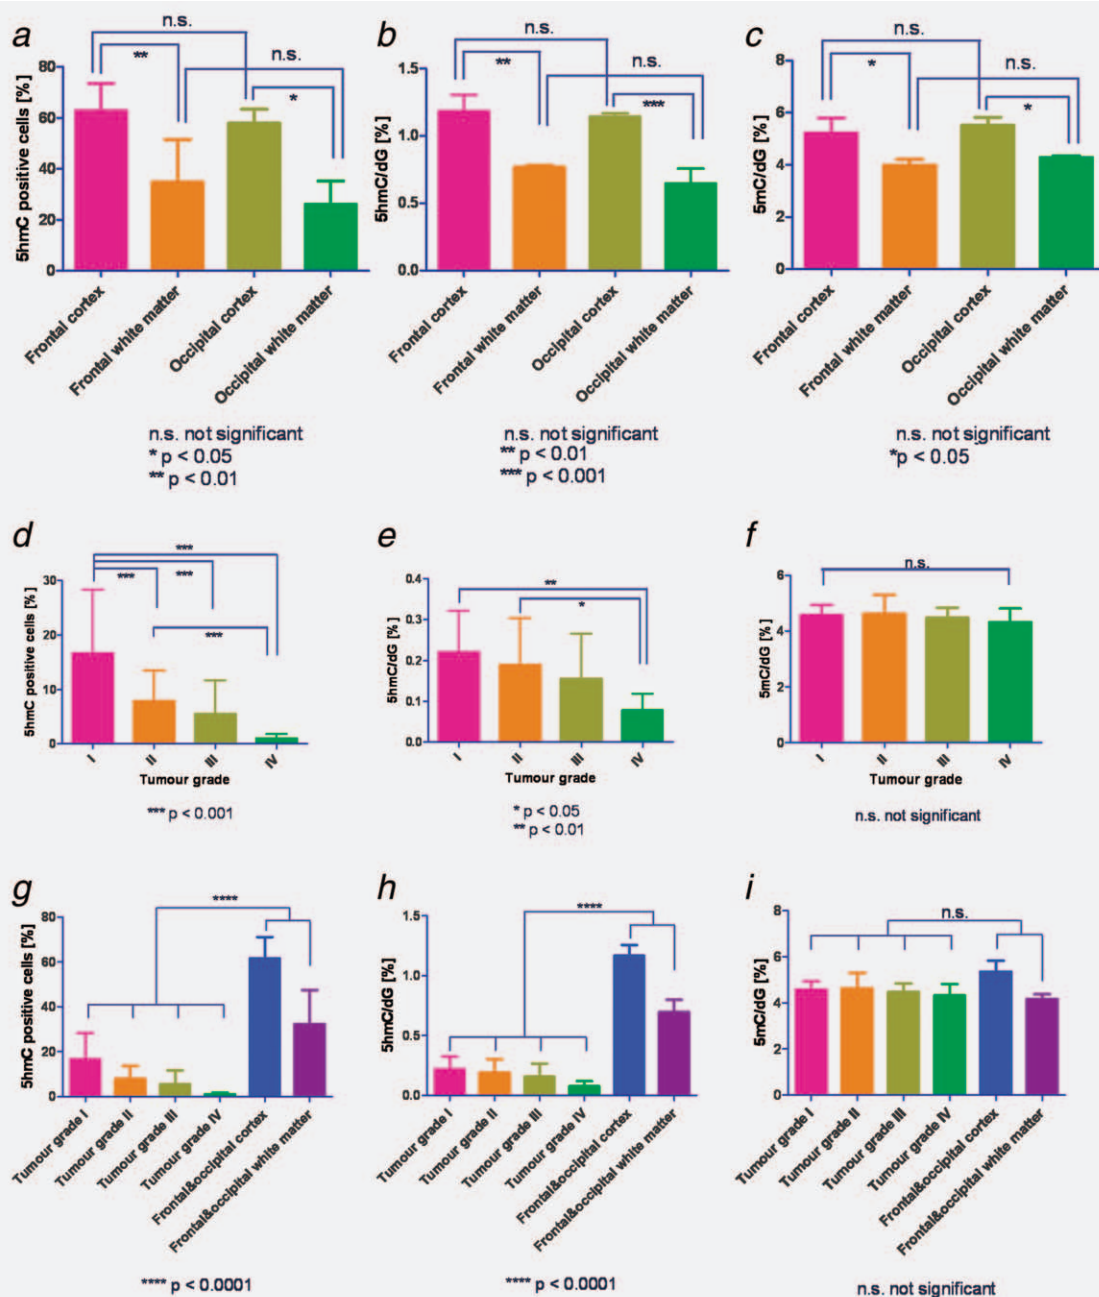 a
n.s.
**
n.s.
*
5hmC positive cells [%]
80
60
40
20
0
Frontal cortex
Frontal white matter
Occipital cortex
Occipital white matter
n.s. not significant
* p < 0.05
** p < 0.01
b
n.s.
**
n.s.
***
5hmC/dG [%]
1.5
1.0
0.5
0.0
Frontal cortex
Frontal white matter
Occipital cortex
Occipital white matter
n.s. not significant
** p < 0.01
*** p < 0.001
c
n.s.
*
n.s.
*
5mC/dG [%]
8
6
4
2
0
Frontal cortex
Frontal white matter
Occipital cortex
Occipital white matter
n.s. not significant
*p < 0.05
d
***
***
***
***
5hmC positive cells [%]
30
20
10
0
I
II
III
IV
Tumour grade
*** p < 0.001
e
**
*
5hmC/dG [%]
0.4
0.3
0.2
0.1
0.0
I
II
III
IV
Tumour grade
* p < 0.05
** p < 0.01
f
n.s.
5mC/dG [%]
6
4
2
0
I
II
III
IV
Tumour grade
n.s. not significant
g
****
5hmC positive cells [%]
80
60
40
20
0
Tumour grade I
Tumour grade II
Tumour grade III
Tumour grade IV
Frontal&occipital cortex
Frontal&occipital white matter
**** p < 0.0001
h
****
5hmC/dG [%]
1.5
1.0
0.5
0.0
Tumour grade I
Tumour grade II
Tumour grade III
Tumour grade IV
Frontal&occipital cortex
Frontal&occipital white matter
**** p < 0.0001
i
n.s.
5mC/dG [%]
8
6
4
2
0
Tumour grade I
Tumour grade II
Tumour grade III
Tumour grade IV
Frontal&occipital cortex
Frontal&occipital white matter
n.s. not significant